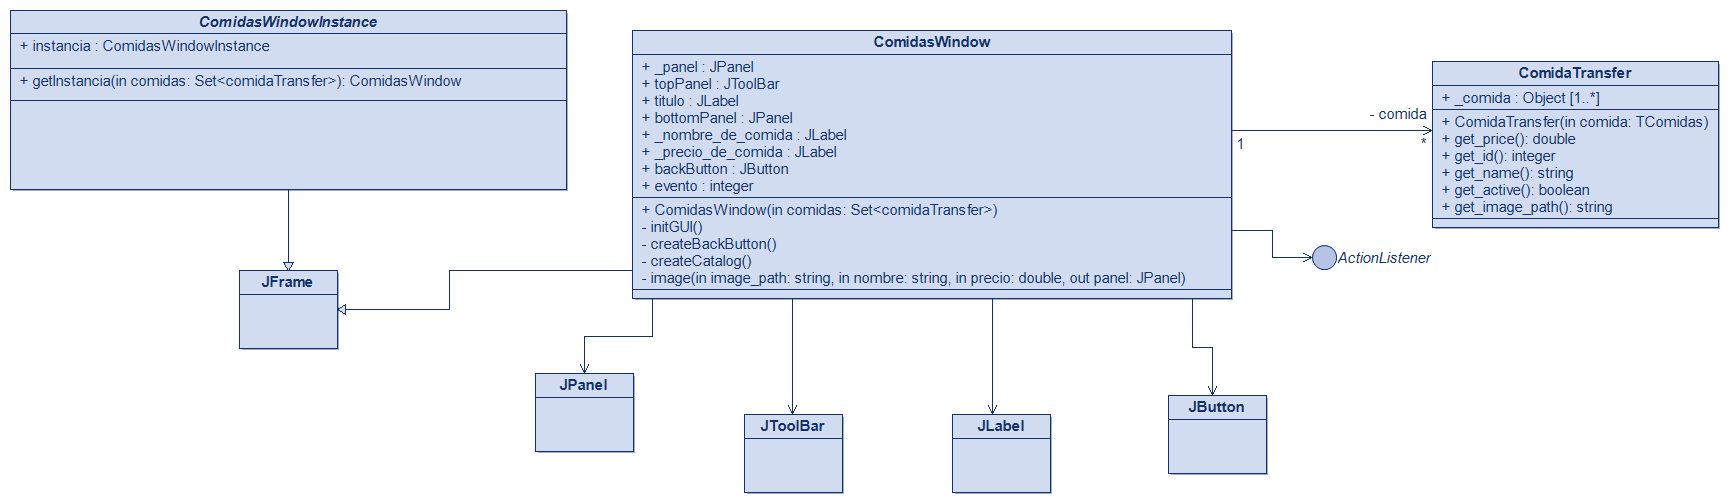 ComidasWindowInstance
+ instancia : ComidasWindowInstance
+ getInstancia(in comidas: Set<comidaTransfer>): ComidasWindow
ComidasWindow
+ _panel : JPanel
+ topPanel : JToolBar
+ titulo : JLabel
+ bottomPanel : JPanel
+ _nombre_de_comida : JLabel
+ _precio_de_comida : JLabel
+ backButton : JButton
+ evento : integer
+ ComidasWindow(in comidas: Set<comidaTransfer>)
- initGUI()
- createBackButton()
- createCatalog()
- image(in image_path: string, in nombre: string, in precio: double, out panel: JPanel)
- comida
1
*
ComidaTransfer
+ _comida : Object [1..*]
+ ComidaTransfer(in comida: TComidas)
+ get_price(): double
+ get_id(): integer
+ get_name(): string
+ get_active(): boolean
+ get_image_path(): string
ActionListener
JFrame
JPanel
JToolBar
JLabel
JButton